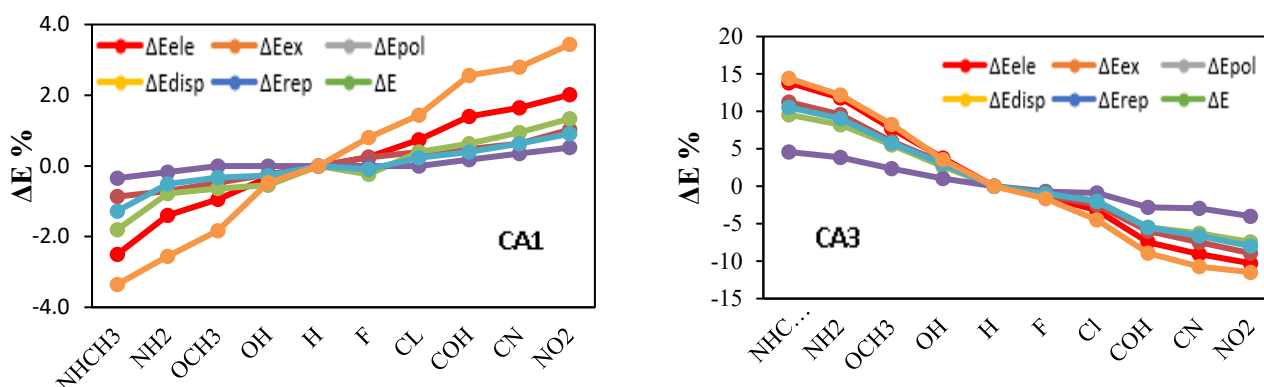 4.0
2.0
0.0
-2.0
-4.0
ΔE %
ΔEele ΔEex ΔEpol
ΔEdisp ΔErep ΔE
CA1
NHCH3 NH2 OCH3 OH H F CL COH CN NO2
20
15
10
5
0
-5
-10
-15
ΔE %
ΔEele ΔEex ΔEpol
ΔEdisp ΔErep ΔE
CA3
NHC… NH2 OCH3 OH H F Cl COH CN NO2